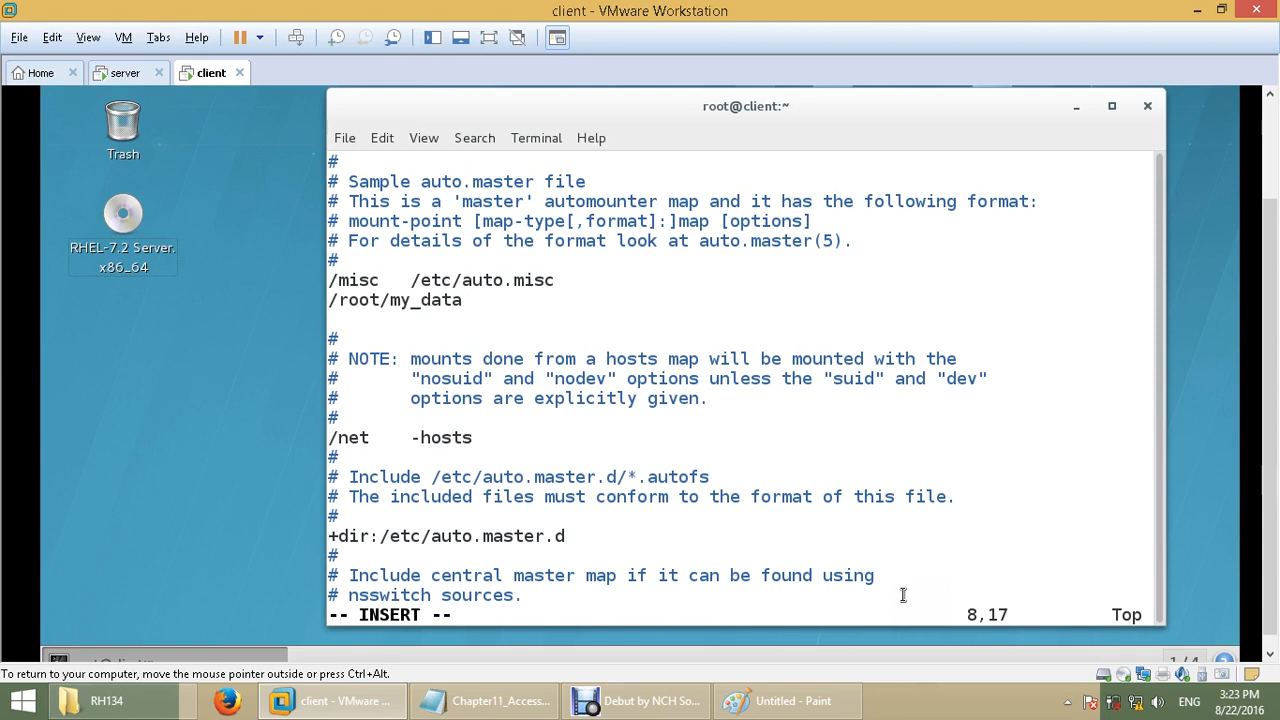 client - VMware Workstation
File Edit View VM Tabs Help
Home server client
Trash
RHEL-7.2 Server.
x86_64
root@client:~
File Edit View Search Terminal Help
#
# Sample auto.master file
# This is a 'master' automounter map and it has the following format:
# mount-point [map-type[,format]:]map [options]
# For details of the format look at auto.master(5).
#
/misc /etc/auto.misc
/root/my_data
#
# NOTE: mounts done from a hosts map will be mounted with the
# "nosuid" and "nodev" options unless the "suid" and "dev"
# options are explicitly given.
#
/net -hosts
#
# Include /etc/auto.master.d/*.autofs
# The included files must conform to the format of this file.
#
+dir:/etc/auto.master.d
#
# Include central master map if it can be found using
# nsswitch sources.
-- INSERT -- 8,17 Top
1/4
To return to your computer, move the mouse pointer outside or press Ctrl+Alt.
RH134
client - VMware ...
Chapter11_Access...
Debut by NCH So...
Untitled - Paint
ENG
3:23 PM
8/22/2016